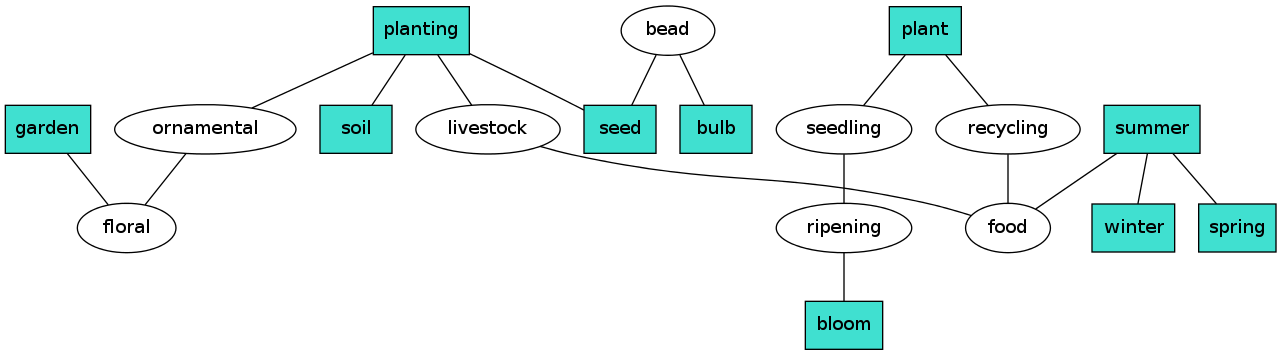 planting
bead
plant
garden
ornamental
soil
livestock
seed
bulb
seedling
recycling
summer
floral
ripening
food
winter
spring
bloom